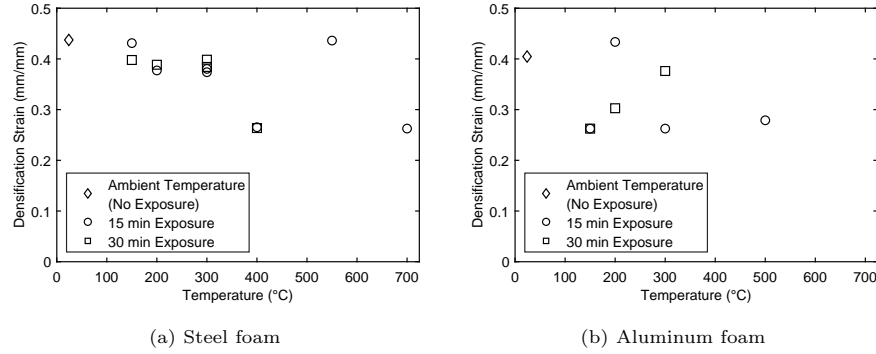 0.5
0.4
0.3
0.2
0.1
0
Densification Strain (mm/mm)
Ambient Temperature
(No Exposure)
15 min Exposure
30 min Exposure
0 100 200 300 400 500 600 700
Temperature (°C)
(a) Steel foam
0.5
0.4
0.3
0.2
0.1
0
Densification Strain (mm/mm)
Ambient Temperature
(No Exposure)
15 min Exposure
30 min Exposure
0 100 200 300 400 500 600 700
Temperature (°C)
(b) Aluminum foam